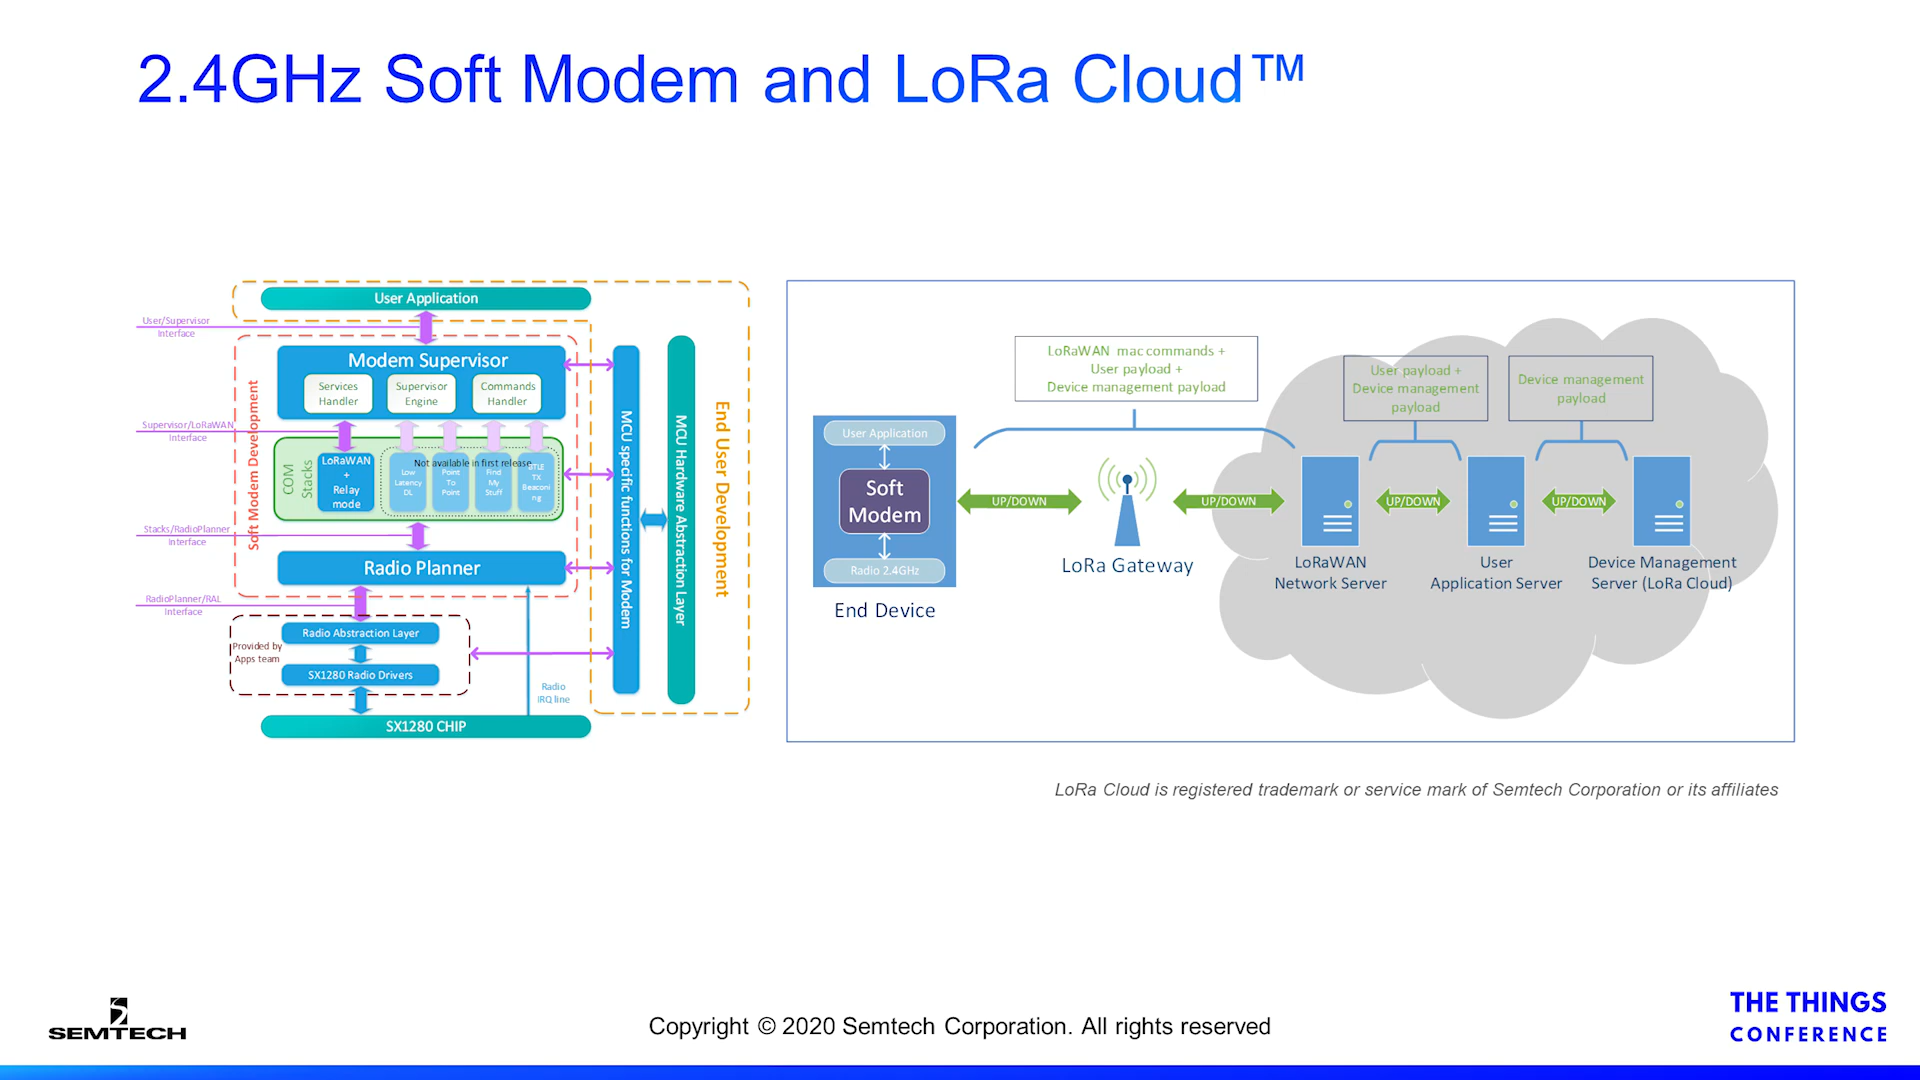 2.4GHz Soft Modem and LoRa Cloud™
User Application
User/Supervisor
Interface
Modem Supervisor
Services
Handler
Supervisor
Engine
Commands
Handler
Supervisor/LoRaWAN
Interface
Soft Modem Development
COM
Stacks
LoRaWAN
+
Relay
mode
Not available in first release
Low
Latency
DL
Point
To
Point
Find
My
Stuff
BTLE
TX
Beaconi
ng
Stacks/RadioPlanner
Interface
Radio Planner
RadioPlanner/RAL
Interface
Provided by
Apps team
Radio Abstraction Layer
SX1280 Radio Drivers
Radio
IRQ line
SX1280 CHIP
MCU specific functions for Modem
MCU Hardware Abstraction Layer
End User Development
LoRaWAN mac commands +
User payload +
Device management payload
User payload +
Device management
payload
Device management
payload
User Application
Soft
Modem
Radio 2.4GHz
End Device
UP/DOWN
LoRa Gateway
UP/DOWN
LoRaWAN
Network Server
UP/DOWN
User
Application Server
UP/DOWN
Device Management
Server (LoRa Cloud)
LoRa Cloud is registered trademark or service mark of Semtech Corporation or its affiliates
SEMTECH
Copyright © 2020 Semtech Corporation. All rights reserved
THE THINGS
CONFERENCE